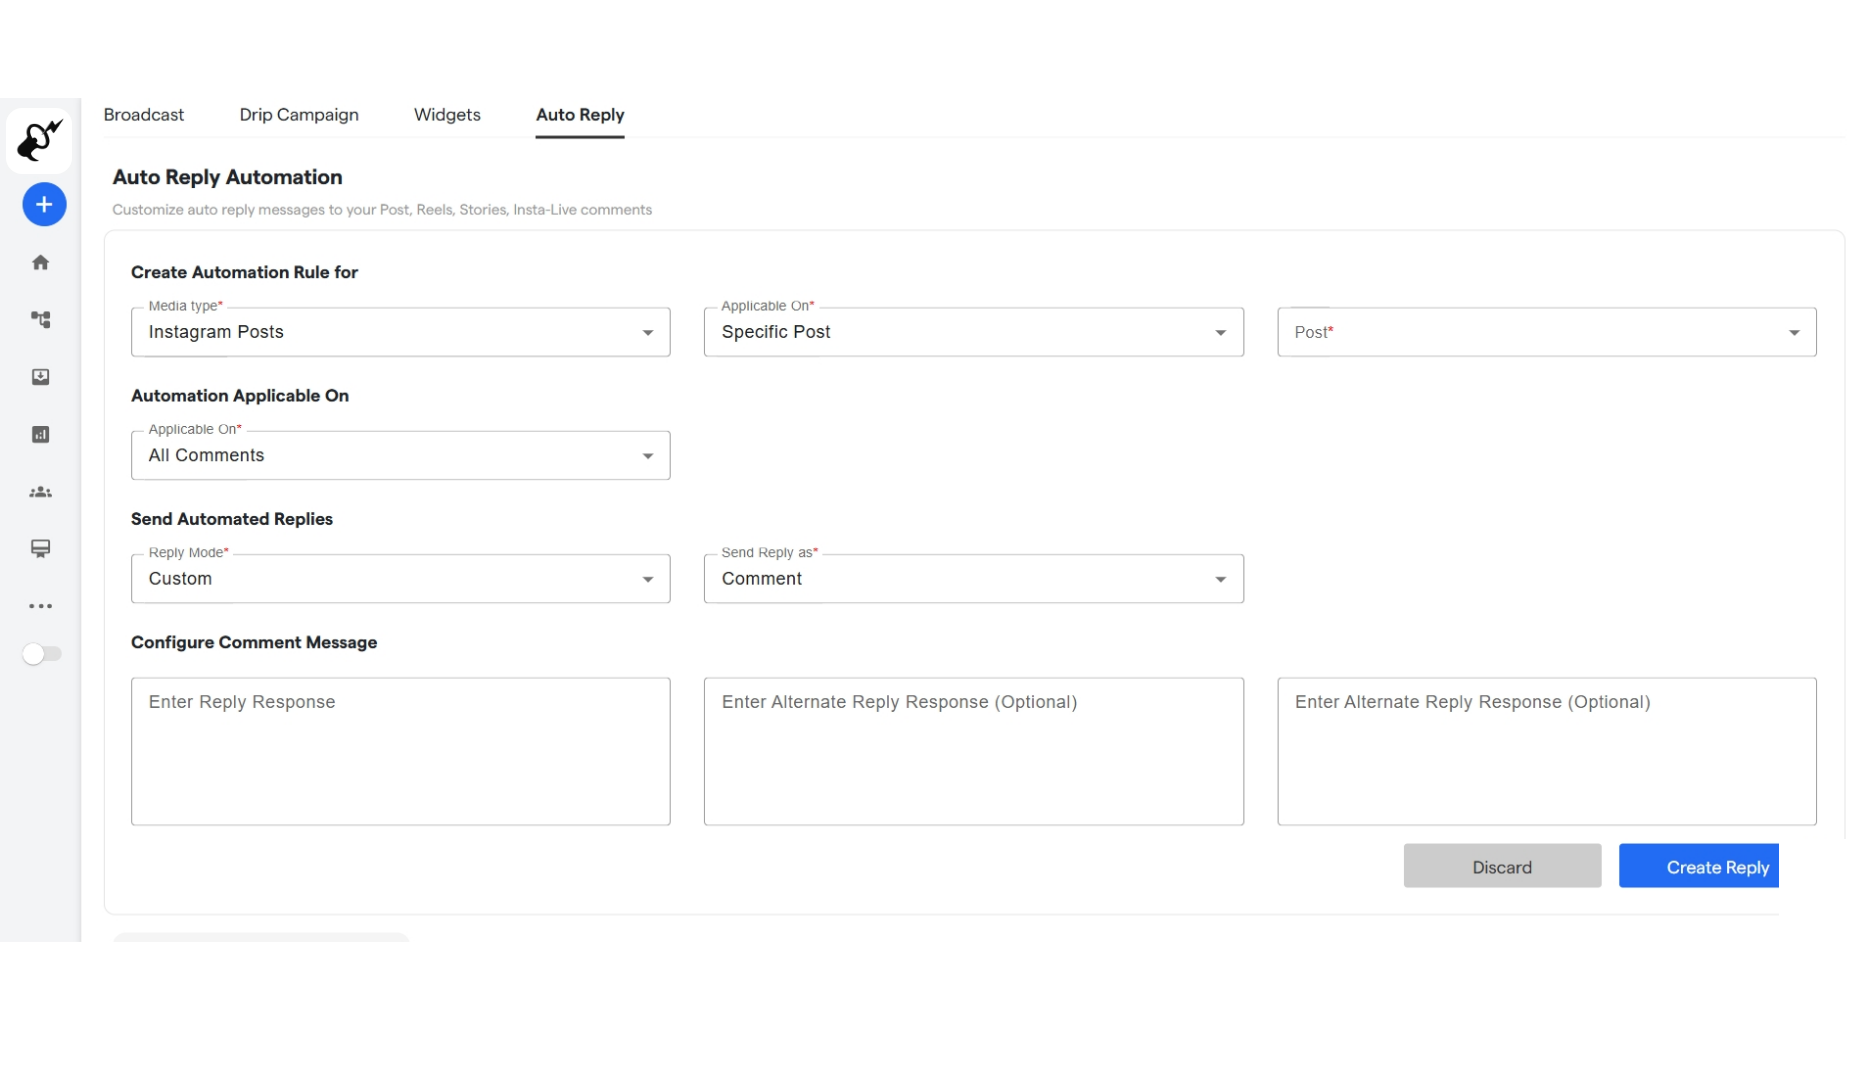 Broadcast
Drip Campaign
Widgets
Auto Reply
Auto Reply Automation
Customize auto reply messages to your Post, Reels, Stories, Insta-Live comments
Create Automation Rule for
Media type*
Instagram Posts
Applicable On*
Specific Post
Post*
Automation Applicable On
Applicable On*
All Comments
Send Automated Replies
Reply Mode*
Custom
Send Reply as*
Comment
Configure Comment Message
Enter Reply Response
Enter Alternate Reply Response (Optional)
Enter Alternate Reply Response (Optional)
Discard
Create Reply